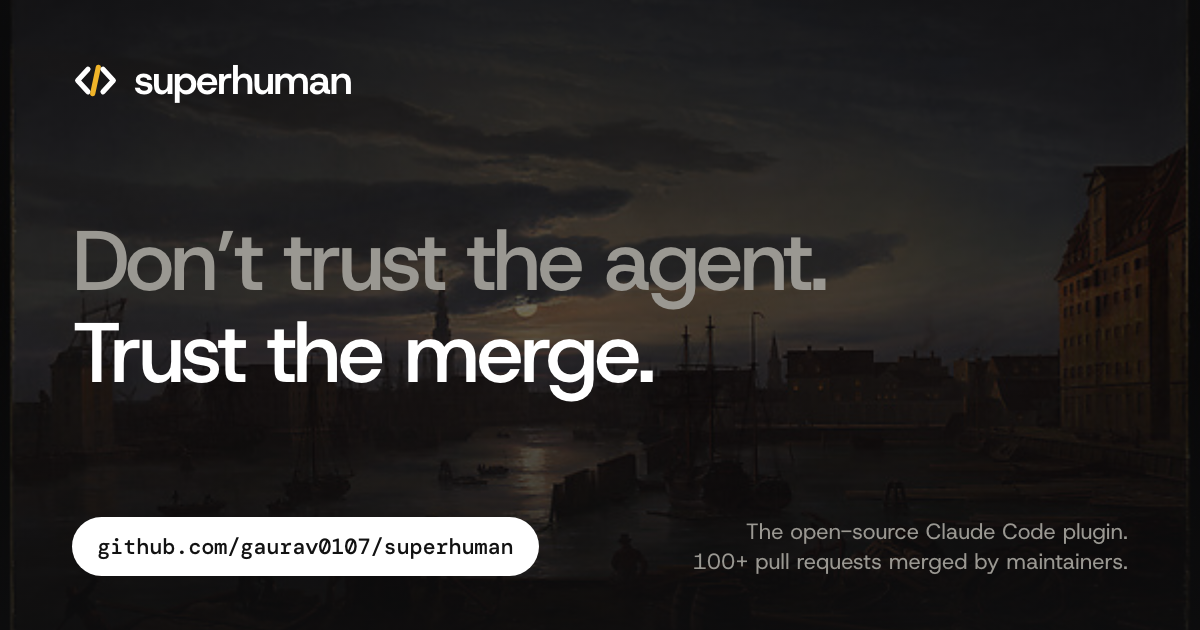 superhuman
Don’t trust the agent.
Trust the merge.
github.com/gaurav0107/superhuman
The open-source Claude Code plugin.
100+ pull requests merged by maintainers.